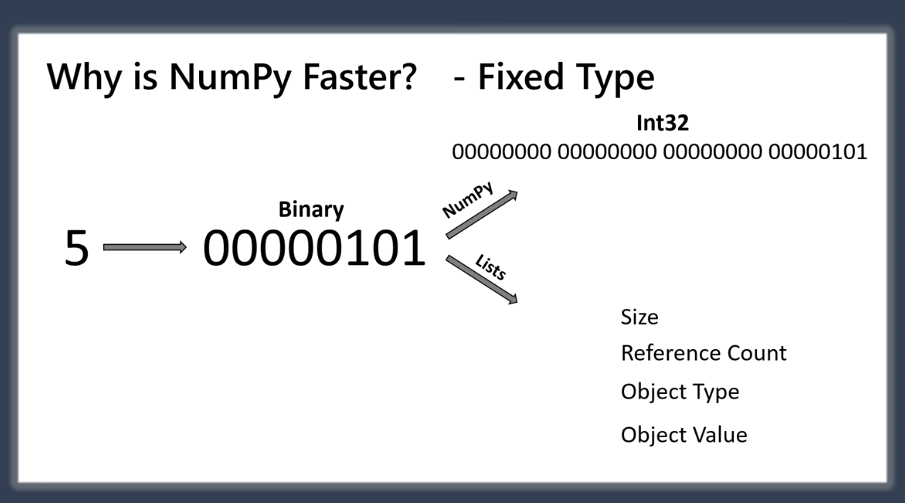 Why is NumPy Faster? - Fixed Type
Int32
00000000 00000000 00000000 00000101
NumPy
Binary
5 00000101
Lists
Size
Reference Count
Object Type
Object Value